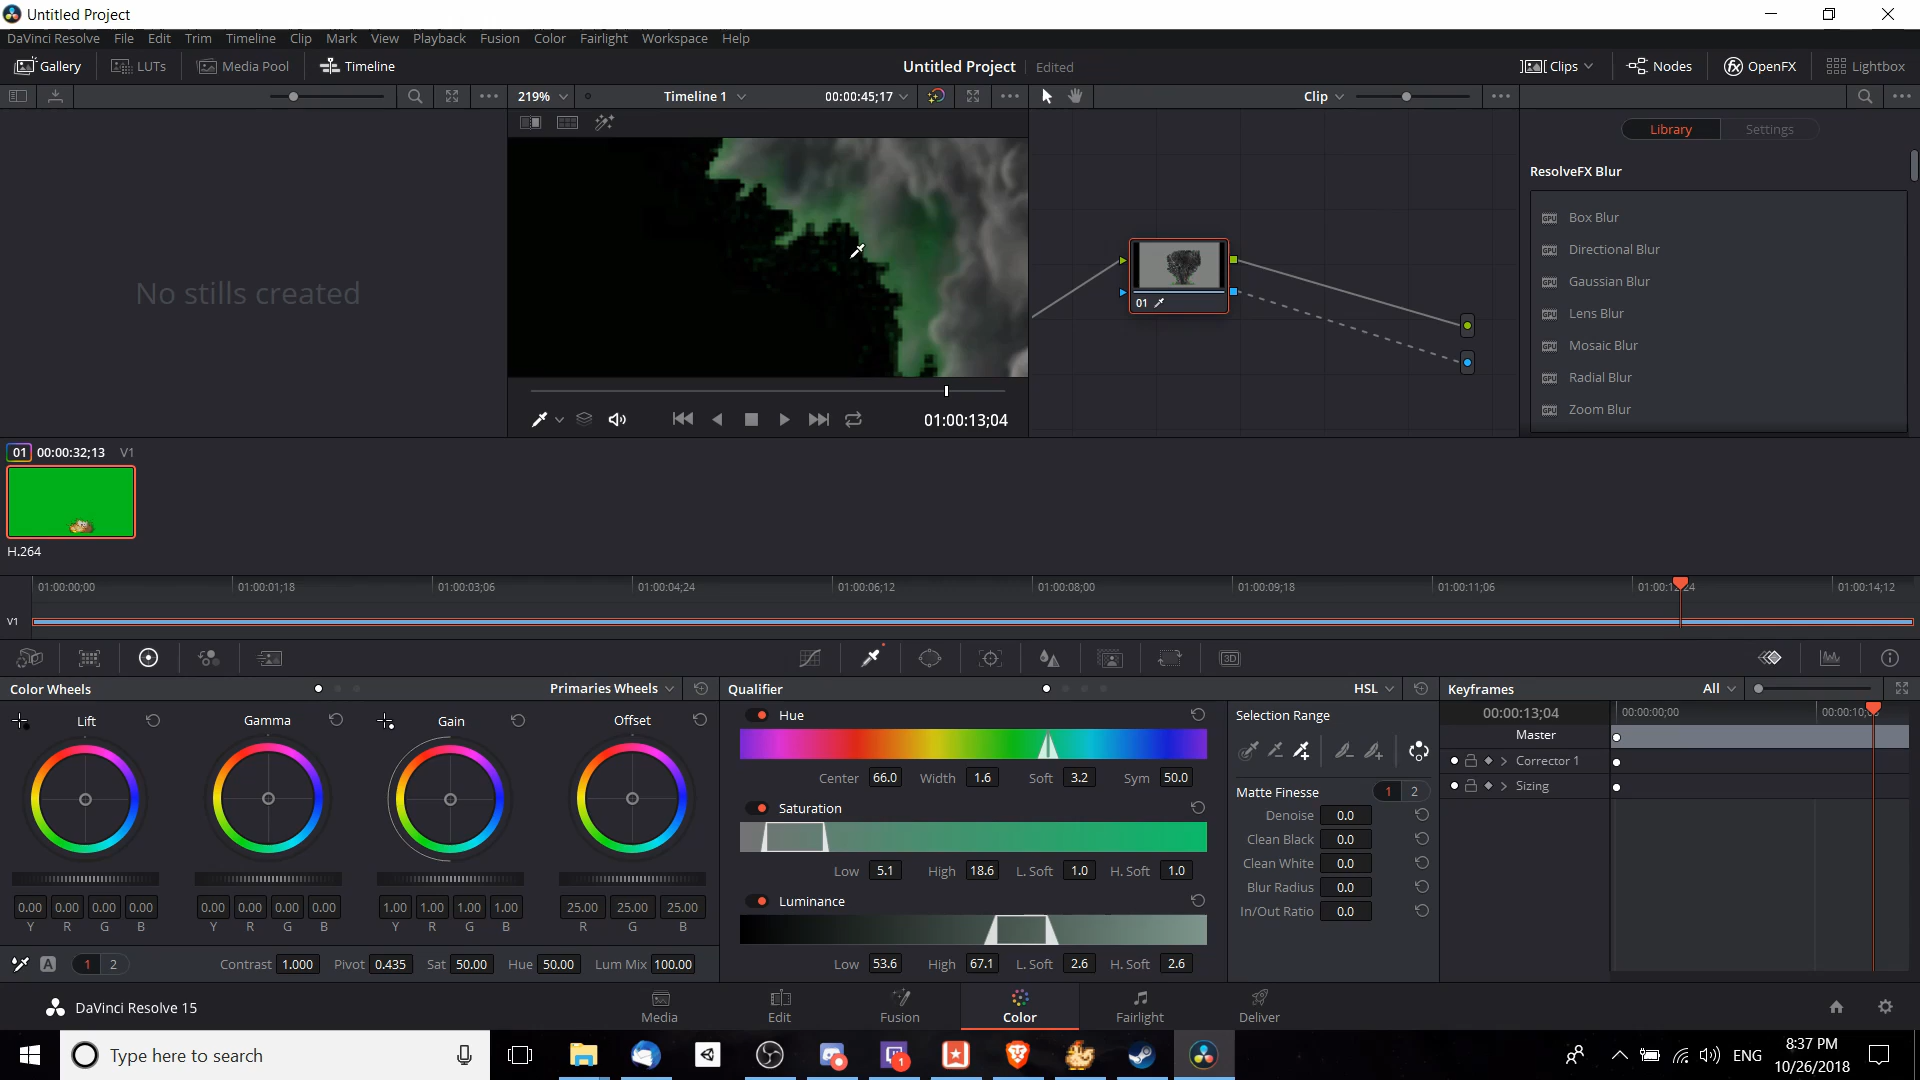 Untitled Project
DaVinci Resolve File Edit Trim Timeline Clip Mark View Playback Fusion Color Fairlight Workspace Help
Gallery LUTs Media Pool Timeline Untitled Project Edited Clips Nodes OpenFX Lightbox
219% Timeline 1 00:00:45;17 Clip
Library Settings
ResolveFX Blur
Box Blur
Directional Blur
Gaussian Blur
Lens Blur
Mosaic Blur
Radial Blur
Zoom Blur
No stills created
01
01:00:13;04
01 00:00:32;13 V1
H.264
01:00:00;00 01:00:01;18 01:00:03;06 01:00:04;24 01:00:06;12 01:00:08;00 01:00:09;18 01:00:11;06 01:00:12;24 01:00:14;12
V1
3D
Color Wheels Primaries Wheels Qualifier HSL Keyframes All
Lift Gamma Gain Offset
0.00 0.00 0.00 0.00 0.00 0.00 0.00 0.00 1.00 1.00 1.00 1.00 25.00 25.00 25.00
Y R G B Y R G B Y R G B R G B
A 1 2 Contrast 1.000 Pivot 0.435 Sat 50.00 Hue 50.00 Lum Mix 100.00
Hue
Center 66.0 Width 1.6 Soft 3.2 Sym 50.0
Saturation
Low 5.1 High 18.6 L. Soft 1.0 H. Soft 1.0
Luminance
Low 53.6 High 67.1 L. Soft 2.6 H. Soft 2.6
Selection Range
Matte Finesse 1 2
Denoise 0.0
Clean Black 0.0
Clean White 0.0
Blur Radius 0.0
In/Out Ratio 0.0
00:00:13;04 00:00:00;00
Master
Corrector 1
Sizing
DaVinci Resolve 15 Media Edit Fusion Color Fairlight Deliver
Type here to search
1
ENG
8:37 PM
10/26/2018